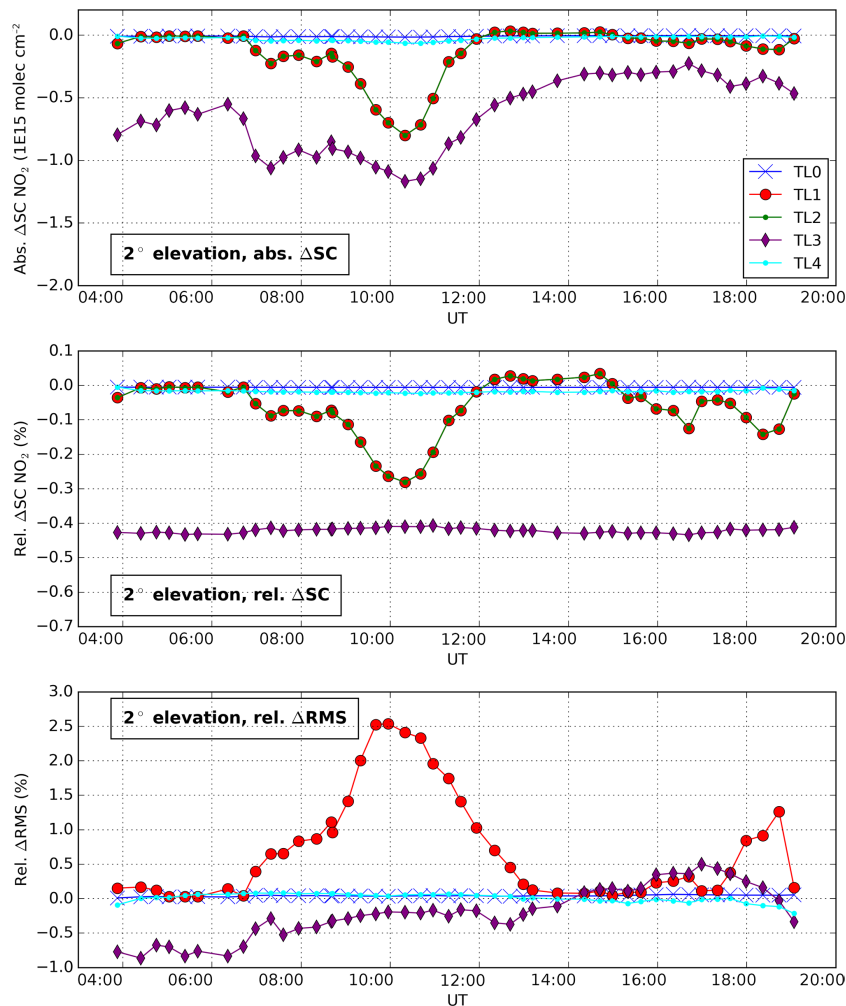 Abs. ΔSC NO₂ (1E15 molec cm⁻²
0.0
−0.5
−1.0
−1.5
−2.0
2° elevation, abs. ΔSC
TL0
TL1
TL2
TL3
TL4
04:00 06:00 08:00 10:00 12:00 14:00 16:00 18:00 20:00
UT
Rel. ΔSC NO₂ (%)
0.1
0.0
−0.1
−0.2
−0.3
−0.4
−0.5
−0.6
−0.7
2° elevation, rel. ΔSC
04:00 06:00 08:00 10:00 12:00 14:00 16:00 18:00 20:00
UT
Rel. ΔRMS (%)
3.0
2.5
2.0
1.5
1.0
0.5
0.0
−0.5
−1.0
2° elevation, rel. ΔRMS
04:00 06:00 08:00 10:00 12:00 14:00 16:00 18:00 20:00
UT